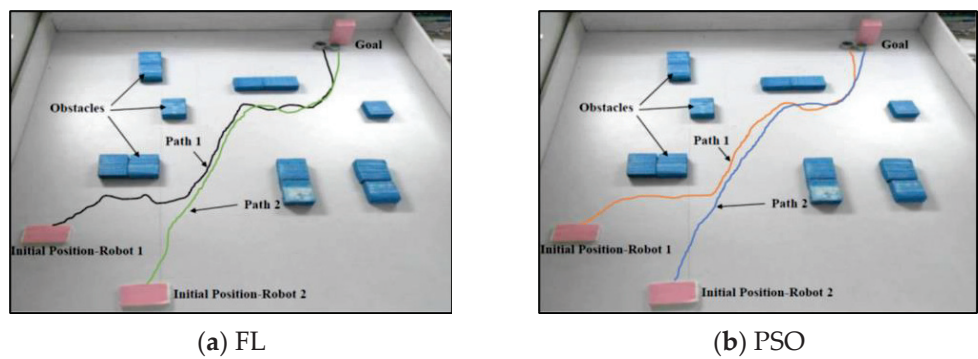 Goal
Obstacles
Path 1
Path 2
Initial Position-Robot 1
Initial Position-Robot 2
(a) FL
Goal
Obstacles
Path 1
Path 2
Initial Position-Robot 1
Initial Position-Robot 2
(b) PSO